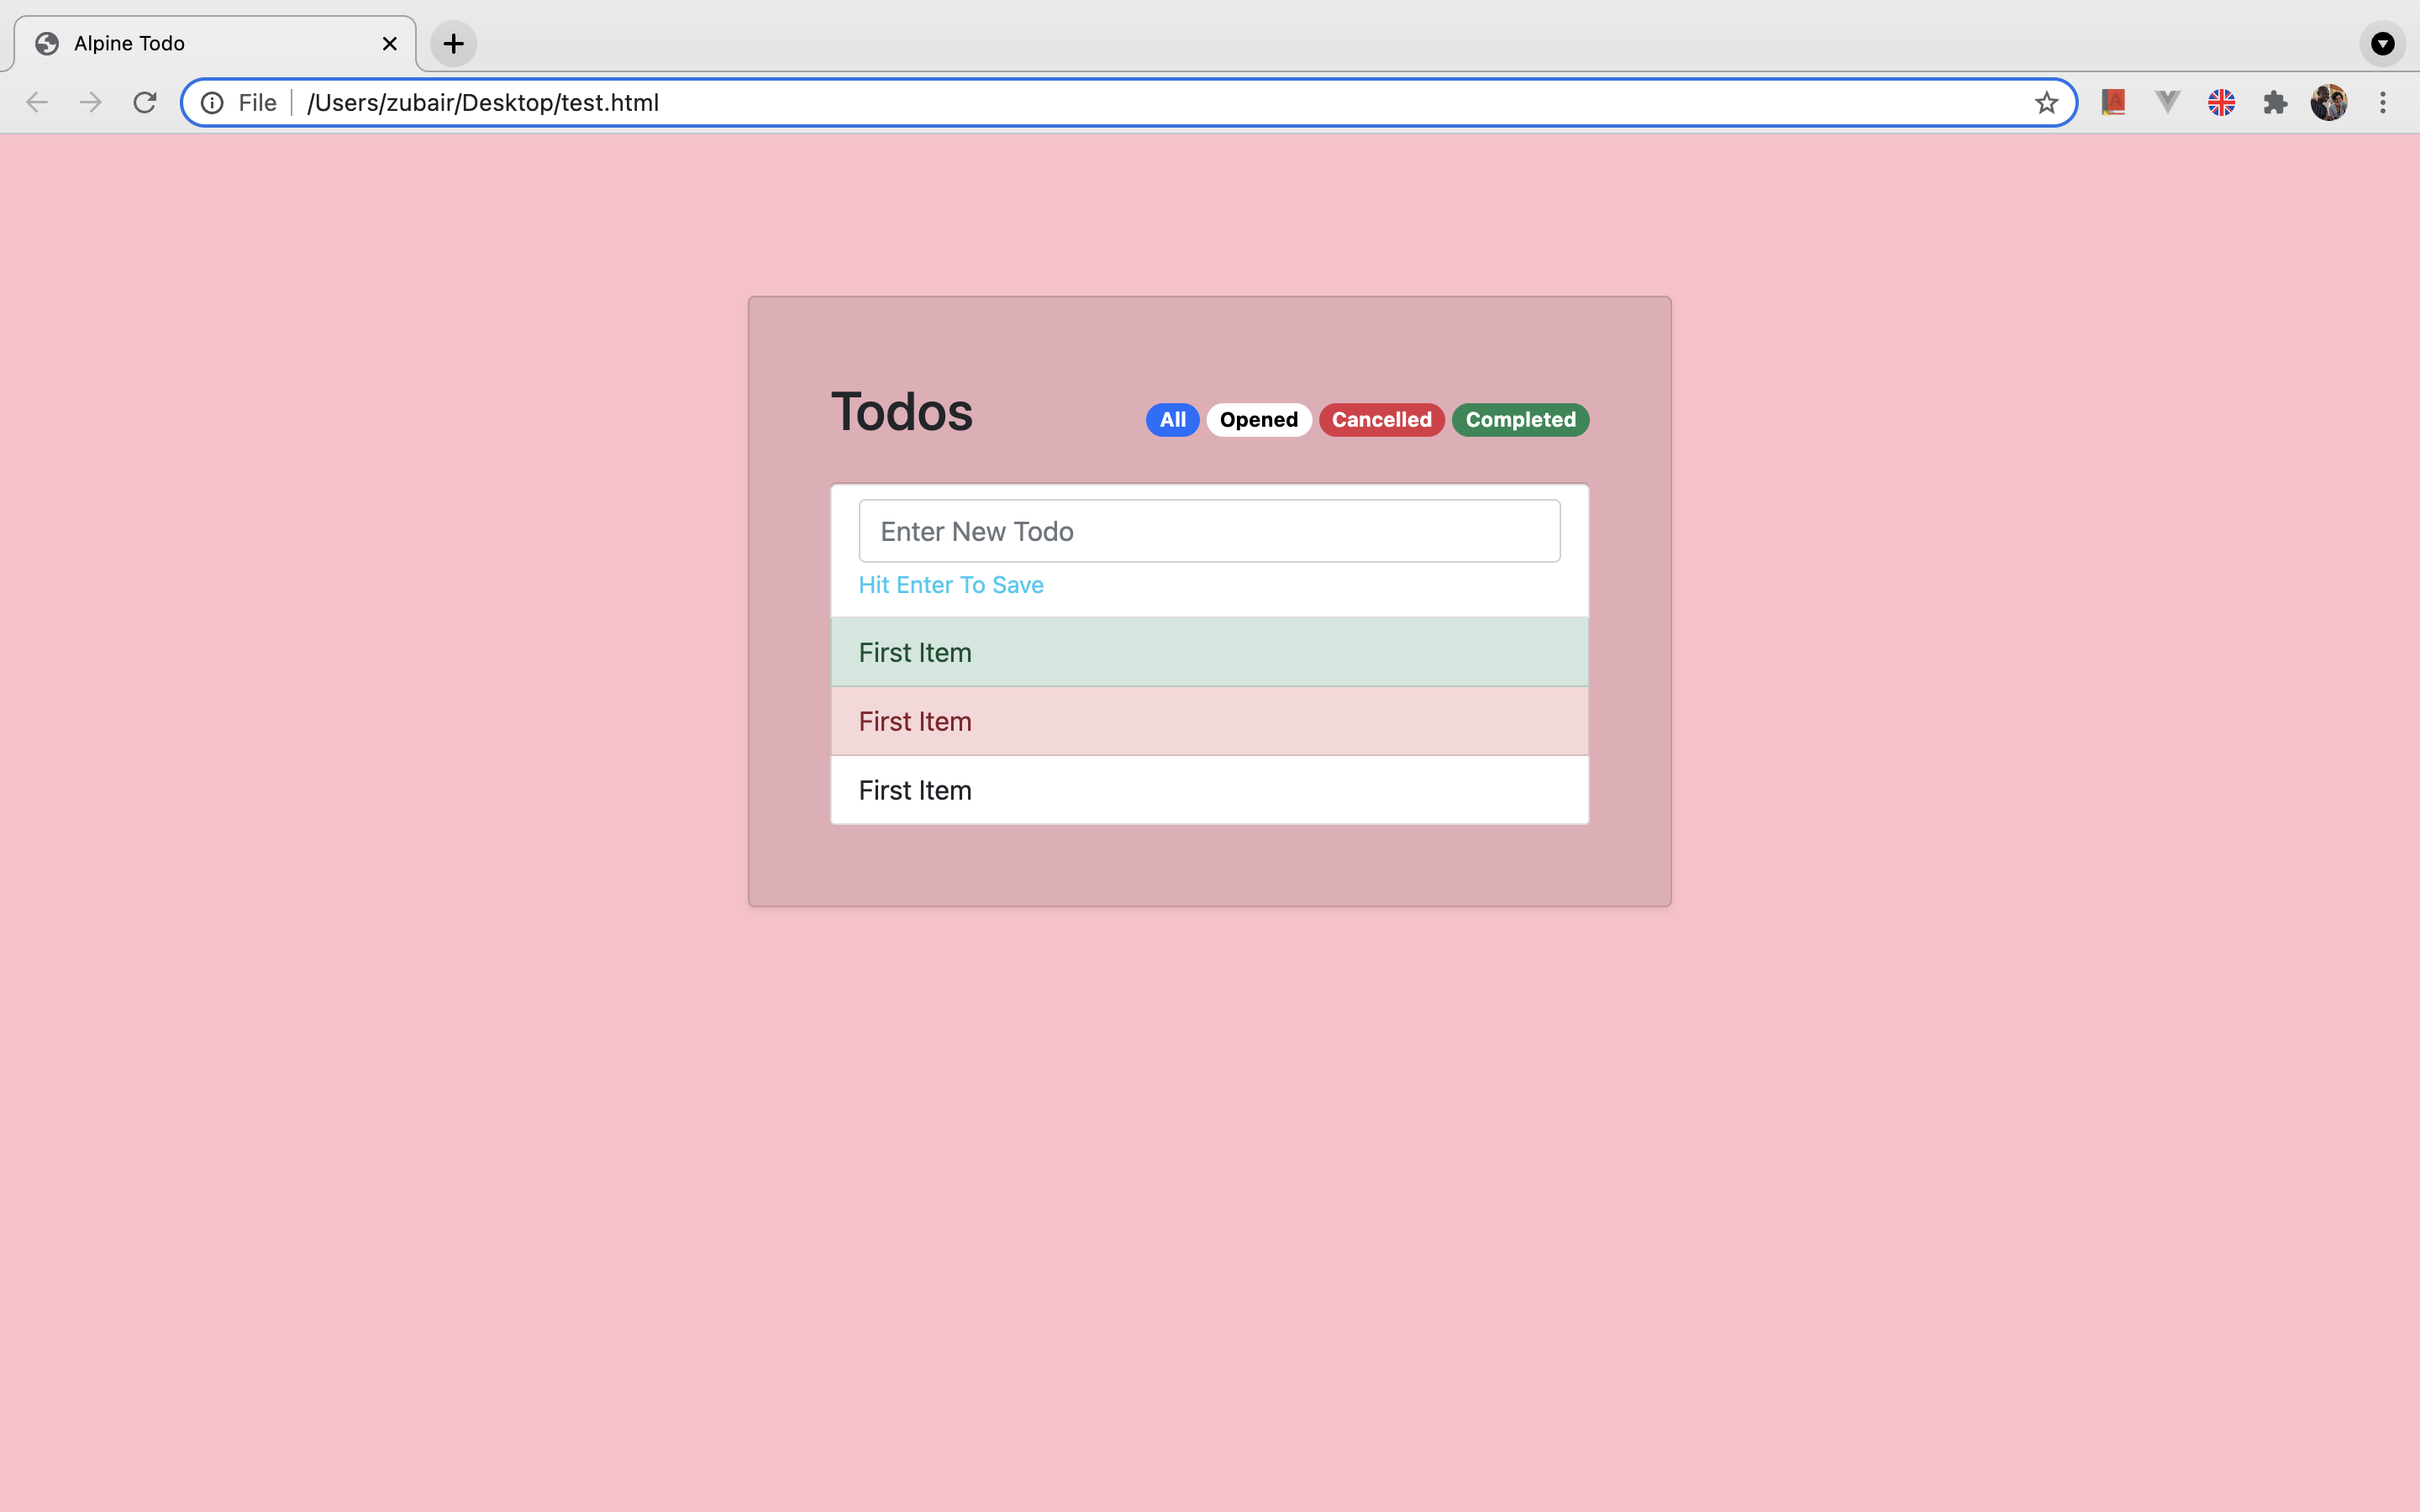 Alpine Todo
File /Users/zubair/Desktop/test.html
Todos
All Opened Cancelled Completed
Enter New Todo
Hit Enter To Save
First Item
First Item
First Item